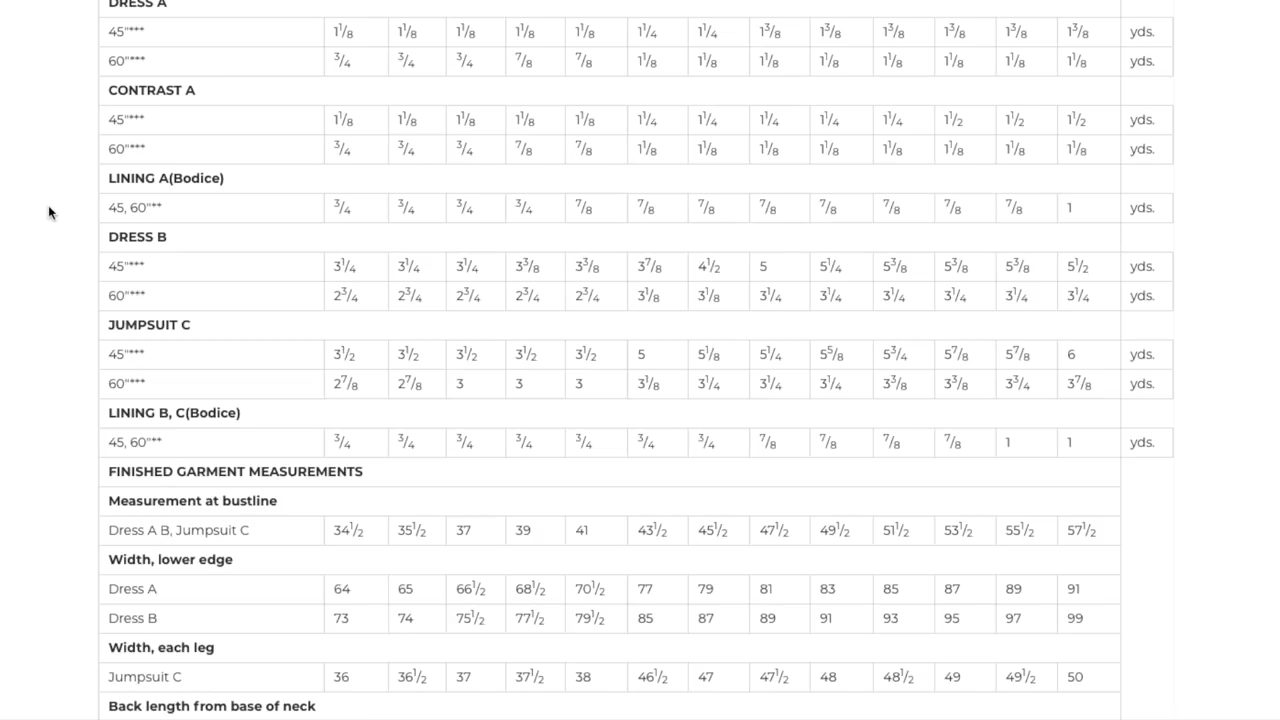 DRESS A
45"*** 1 1/8 1 1/8 1 1/8 1 1/8 1 1/8 1 1/4 1 1/4 1 3/8 1 3/8 1 3/8 1 3/8 1 3/8 1 3/8 yds.
60"*** 3/4 3/4 3/4 7/8 7/8 1 1/8 1 1/8 1 1/8 1 1/8 1 1/8 1 1/8 1 1/8 1 1/8 yds.
CONTRAST A
45"*** 1 1/8 1 1/8 1 1/8 1 1/8 1 1/8 1 1/4 1 1/4 1 1/4 1 1/4 1 1/4 1 1/2 1 1/2 1 1/2 yds.
60"*** 3/4 3/4 3/4 7/8 7/8 1 1/8 1 1/8 1 1/8 1 1/8 1 1/8 1 1/8 1 1/8 1 1/8 yds.
LINING A(Bodice)
45, 60"** 3/4 3/4 3/4 3/4 7/8 7/8 7/8 7/8 7/8 7/8 7/8 7/8 1 yds.
DRESS B
45"*** 3 1/4 3 1/4 3 1/4 3 3/8 3 3/8 3 7/8 4 1/2 5 5 1/4 5 3/8 5 3/8 5 3/8 5 1/2 yds.
60"*** 2 3/4 2 3/4 2 3/4 2 3/4 2 3/4 3 1/8 3 1/8 3 1/4 3 1/4 3 1/4 3 1/4 3 1/4 3 1/4 yds.
JUMPSUIT C
45"*** 3 1/2 3 1/2 3 1/2 3 1/2 3 1/2 5 5 1/8 5 1/4 5 5/8 5 3/4 5 7/8 5 7/8 6 yds.
60"*** 2 7/8 2 7/8 3 3 3 3 1/8 3 1/4 3 1/4 3 1/4 3 3/8 3 3/8 3 3/4 3 7/8 yds.
LINING B, C(Bodice)
45, 60"** 3/4 3/4 3/4 3/4 3/4 3/4 3/4 7/8 7/8 7/8 7/8 1 1 yds.
FINISHED GARMENT MEASUREMENTS
Measurement at bustline
Dress A B, Jumpsuit C 34 1/2 35 1/2 37 39 41 43 1/2 45 1/2 47 1/2 49 1/2 51 1/2 53 1/2 55 1/2 57 1/2
Width, lower edge
Dress A 64 65 66 1/2 68 1/2 70 1/2 77 79 81 83 85 87 89 91
Dress B 73 74 75 1/2 77 1/2 79 1/2 85 87 89 91 93 95 97 99
Width, each leg
Jumpsuit C 36 36 1/2 37 37 1/2 38 46 1/2 47 47 1/2 48 48 1/2 49 49 1/2 50
Back length from base of neck